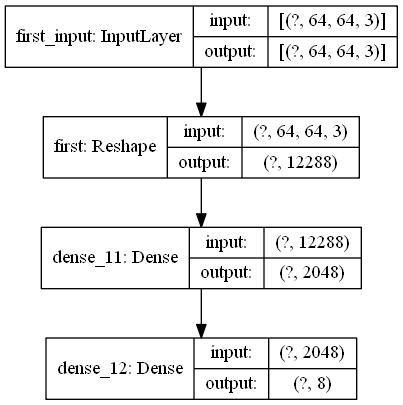 first_input: InputLayer
input: [(?, 64, 64, 3)]
output: [(?, 64, 64, 3)]
first: Reshape
input: (?, 64, 64, 3)
output: (?, 12288)
dense_11: Dense
input: (?, 12288)
output: (?, 2048)
dense_12: Dense
input: (?, 2048)
output: (?, 8)